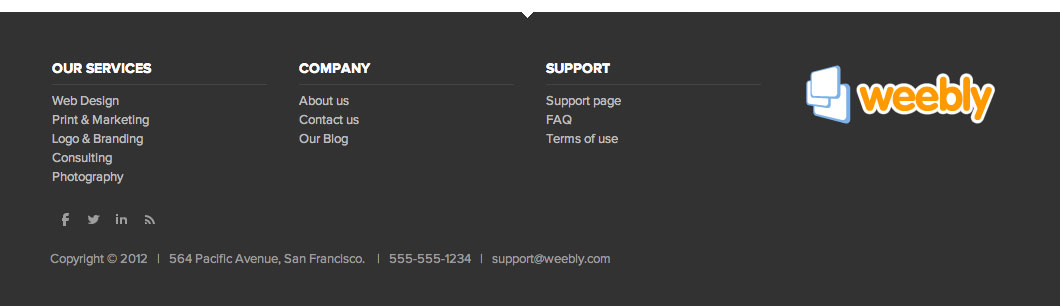 OUR SERVICES
Web Design
Print & Marketing
Logo & Branding
Consulting
Photography
COMPANY
About us
Contact us
Our Blog
SUPPORT
Support page
FAQ
Terms of use
weebly
Copyright © 2012 | 564 Pacific Avenue, San Francisco. | 555-555-1234 | support@weebly.com